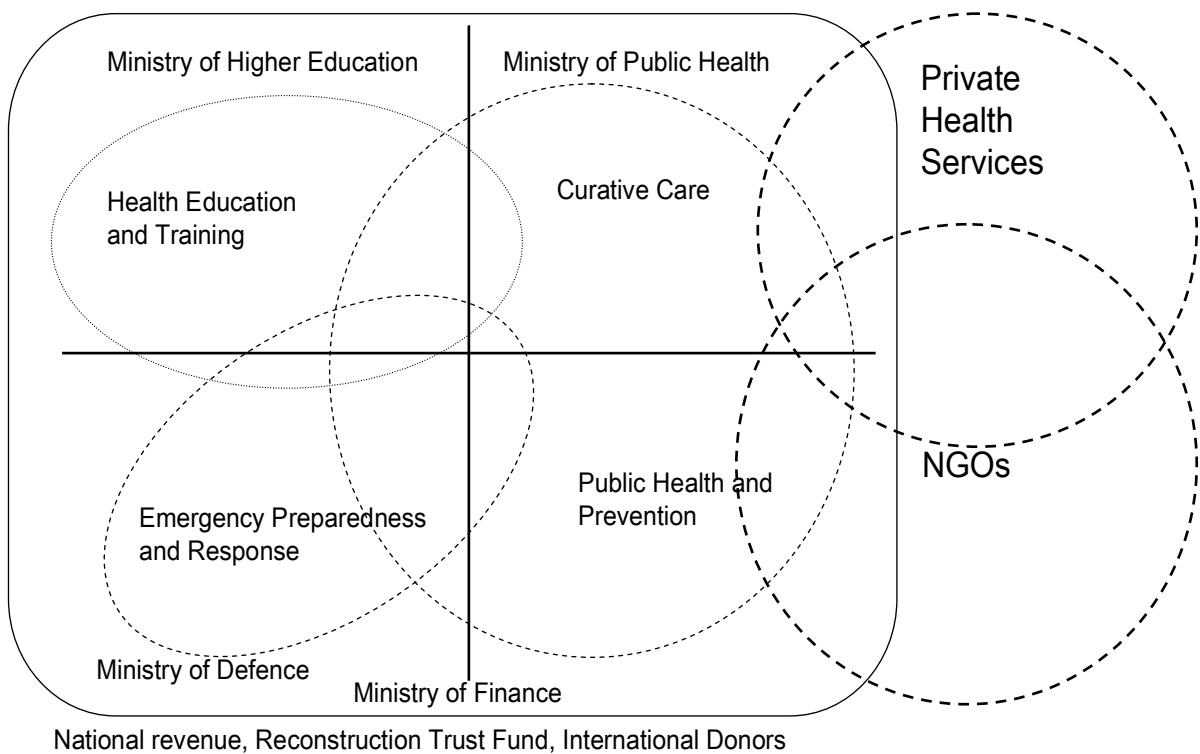 Ministry of Higher Education
Ministry of Public Health
Private
Health
Services
Health Education
and Training
Curative Care
NGOs
Public Health and
Prevention
Emergency Preparedness
and Response
Ministry of Defence
Ministry of Finance
National revenue, Reconstruction Trust Fund, International Donors